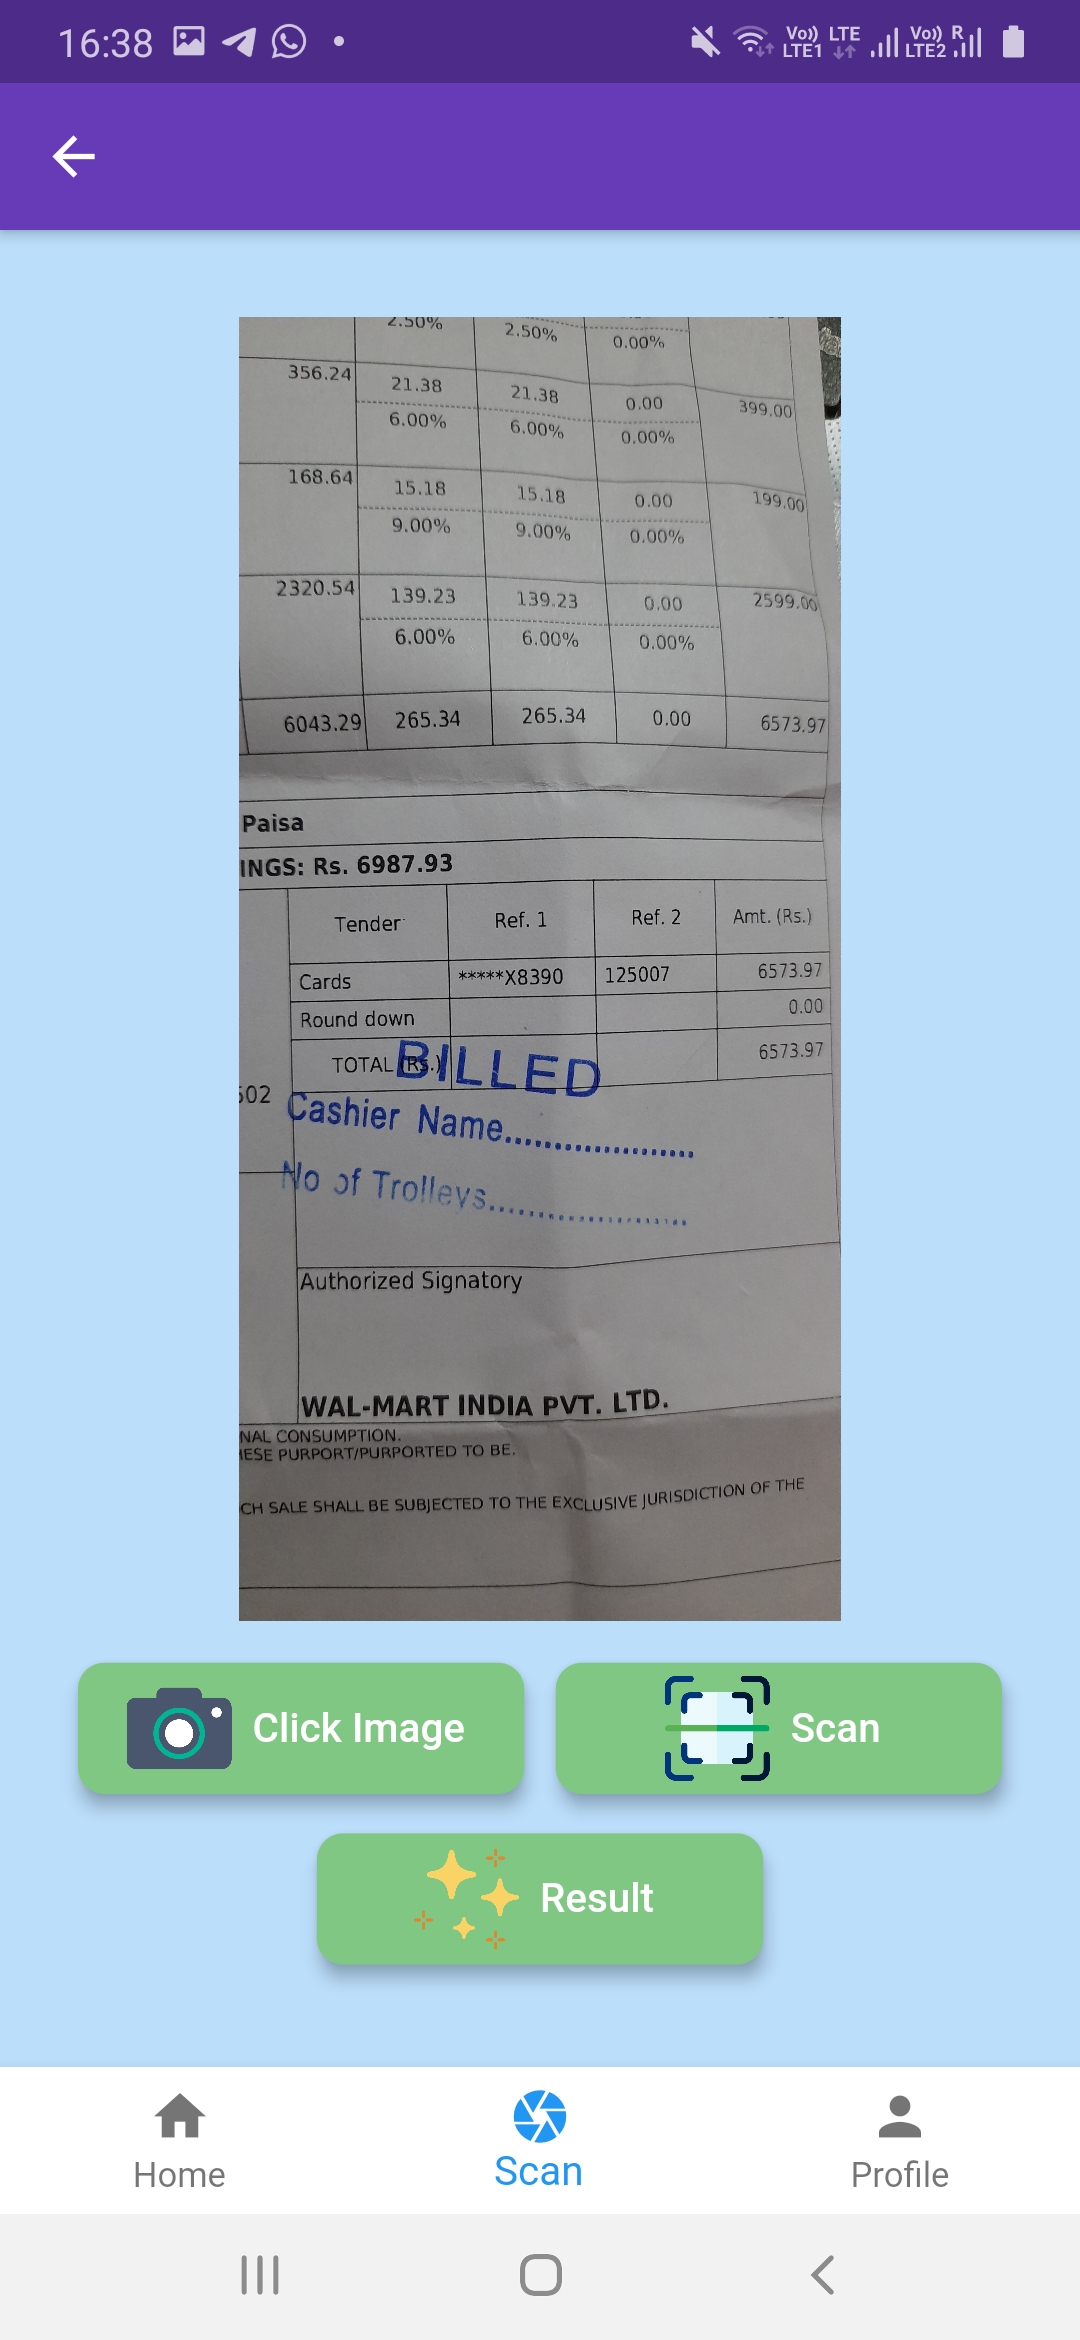 16:38 Vo)) LTE Vo)) R
LTE1 LTE2
2.50% 2.50% 0.00%
356.24 21.38 21.38 0.00 399.00
6.00% 6.00% 0.00%
168.64 15.18 15.18 0.00 199.00
9.00% 9.00% 0.00%
2320.54 139.23 139.23 0.00 2599.00
6.00% 6.00% 0.00%
6043.29 265.34 265.34 0.00 6573.97
Paisa
INGS: Rs. 6987.93
Tender Ref. 1 Ref. 2 Amt. (Rs.)
Cards *****X8390 125007 6573.97
Round down 0.00
TOTAL (Rs.) 6573.97
BILLED
502
Cashier Name....................
No of Trolleys....................
Authorized Signatory
WAL-MART INDIA PVT. LTD.
NAL CONSUMPTION.
HESE PURPORT/PURPORTED TO BE.
CH SALE SHALL BE SUBJECTED TO THE EXCLUSIVE JURISDICTION OF THE
Click Image Scan
Result
Home Scan Profile